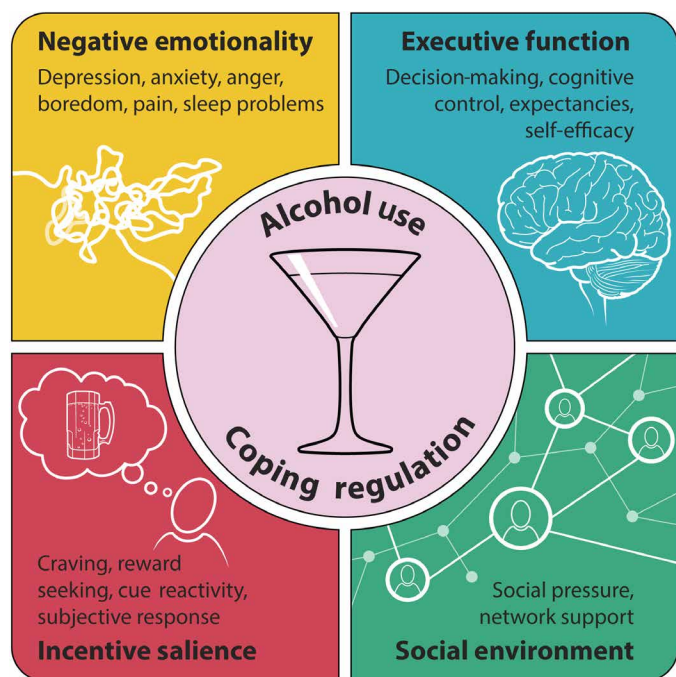 Negative emotionality
Depression, anxiety, anger,
boredom, pain, sleep problems
Executive function
Decision-making, cognitive
control, expectancies,
self-efficacy
Alcohol use
Coping regulation
Craving, reward
seeking, cue reactivity,
subjective response
Incentive salience
Social pressure,
network support
Social environment